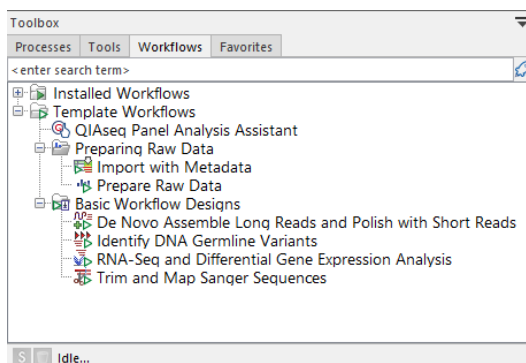 Toolbox
Processes Tools Workflows Favorites
<enter search term>
Installed Workflows
Template Workflows
QIAseq Panel Analysis Assistant
Preparing Raw Data
Import with Metadata
Prepare Raw Data
Basic Workflow Designs
De Novo Assemble Long Reads and Polish with Short Reads
Identify DNA Germline Variants
RNA-Seq and Differential Gene Expression Analysis
Trim and Map Sanger Sequences
S Idle...